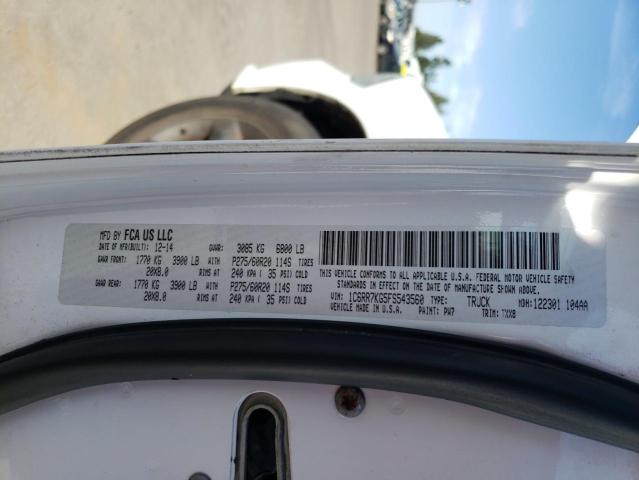 MFD BY FCA US LLC
DATE OF MFR(BUILT): 12-14 GVWR: 3085 KG 6800 LB
GAWR FRONT: 1770 KG 3900 LB WITH P275/60R20 114S TIRES
20X8.0 RIMS AT 240 KPA ( 35 PSI) COLD
GAWR REAR: 1770 KG 3900 LB WITH P275/60R20 114S TIRES
20X8.0 RIMS AT 240 KPA ( 35 PSI) COLD
THIS VEHICLE CONFORMS TO ALL APPLICABLE U.S.A. FEDERAL MOTOR VEHICLE SAFETY
STANDARDS IN EFFECT ON THE DATE OF MANUFACTURE SHOWN ABOVE.
VIN: 1C6RR7KG5FS543560 TYPE: TRUCK MDH:122301 104AA
VEHICLE MADE IN U.S.A. PAINT: PW7 TRIM: TXX8